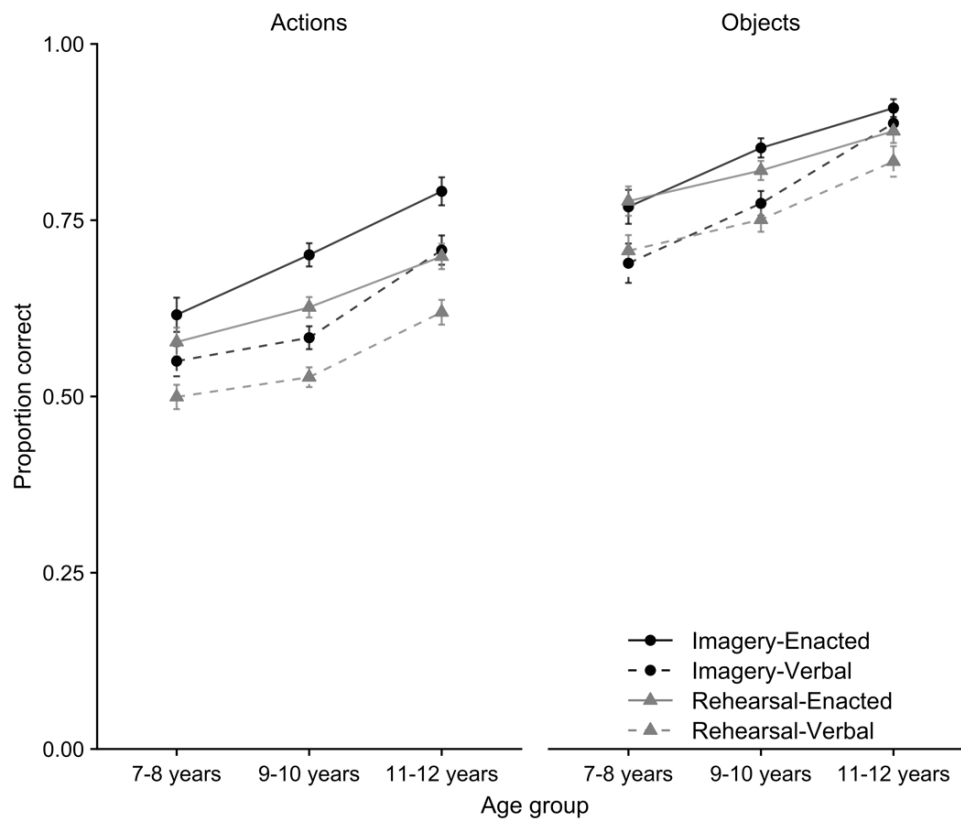 Actions
Objects
1.00
0.75
0.50
0.25
0.00
Proportion correct
Imagery-Enacted
Imagery-Verbal
Rehearsal-Enacted
Rehearsal-Verbal
7-8 years 9-10 years 11-12 years
7-8 years 9-10 years 11-12 years
Age group